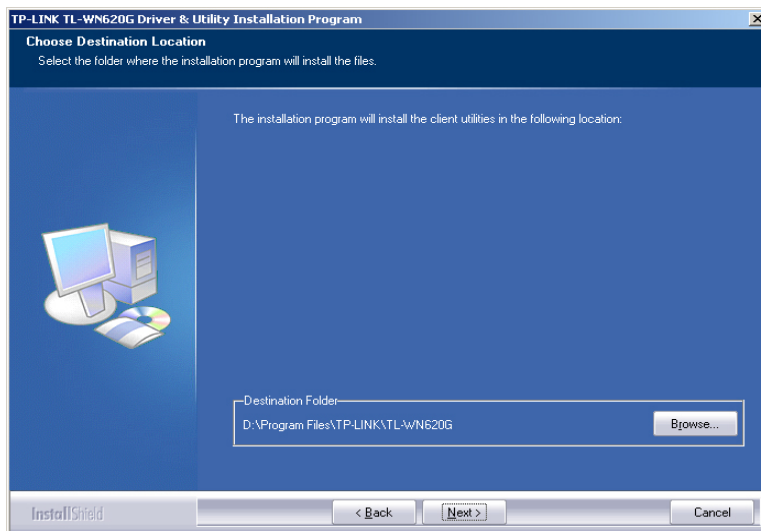 TP-LINK TL-WN620G Driver & Utility Installation Program
Choose Destination Location
Select the folder where the installation program will install the files.
The installation program will install the client utilities in the following location:
Destination Folder
D:\Program Files\TP-LINK\TL-WN620G
Browse...
InstallShield
< Back
Next >
Cancel